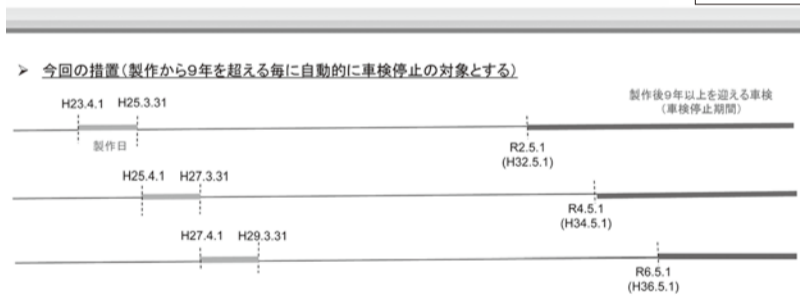 ➢ 今回の措置（製作から９年を超える毎に自動的に車検停止の対象とする）
製作後９年以上を迎える車検
（車検停止期間）
H23.4.1 H25.3.31
製作日
R2.5.1
(H32.5.1)
H25.4.1 H27.3.31
R4.5.1
(H34.5.1)
H27.4.1 H29.3.31
R6.5.1
(H36.5.1)